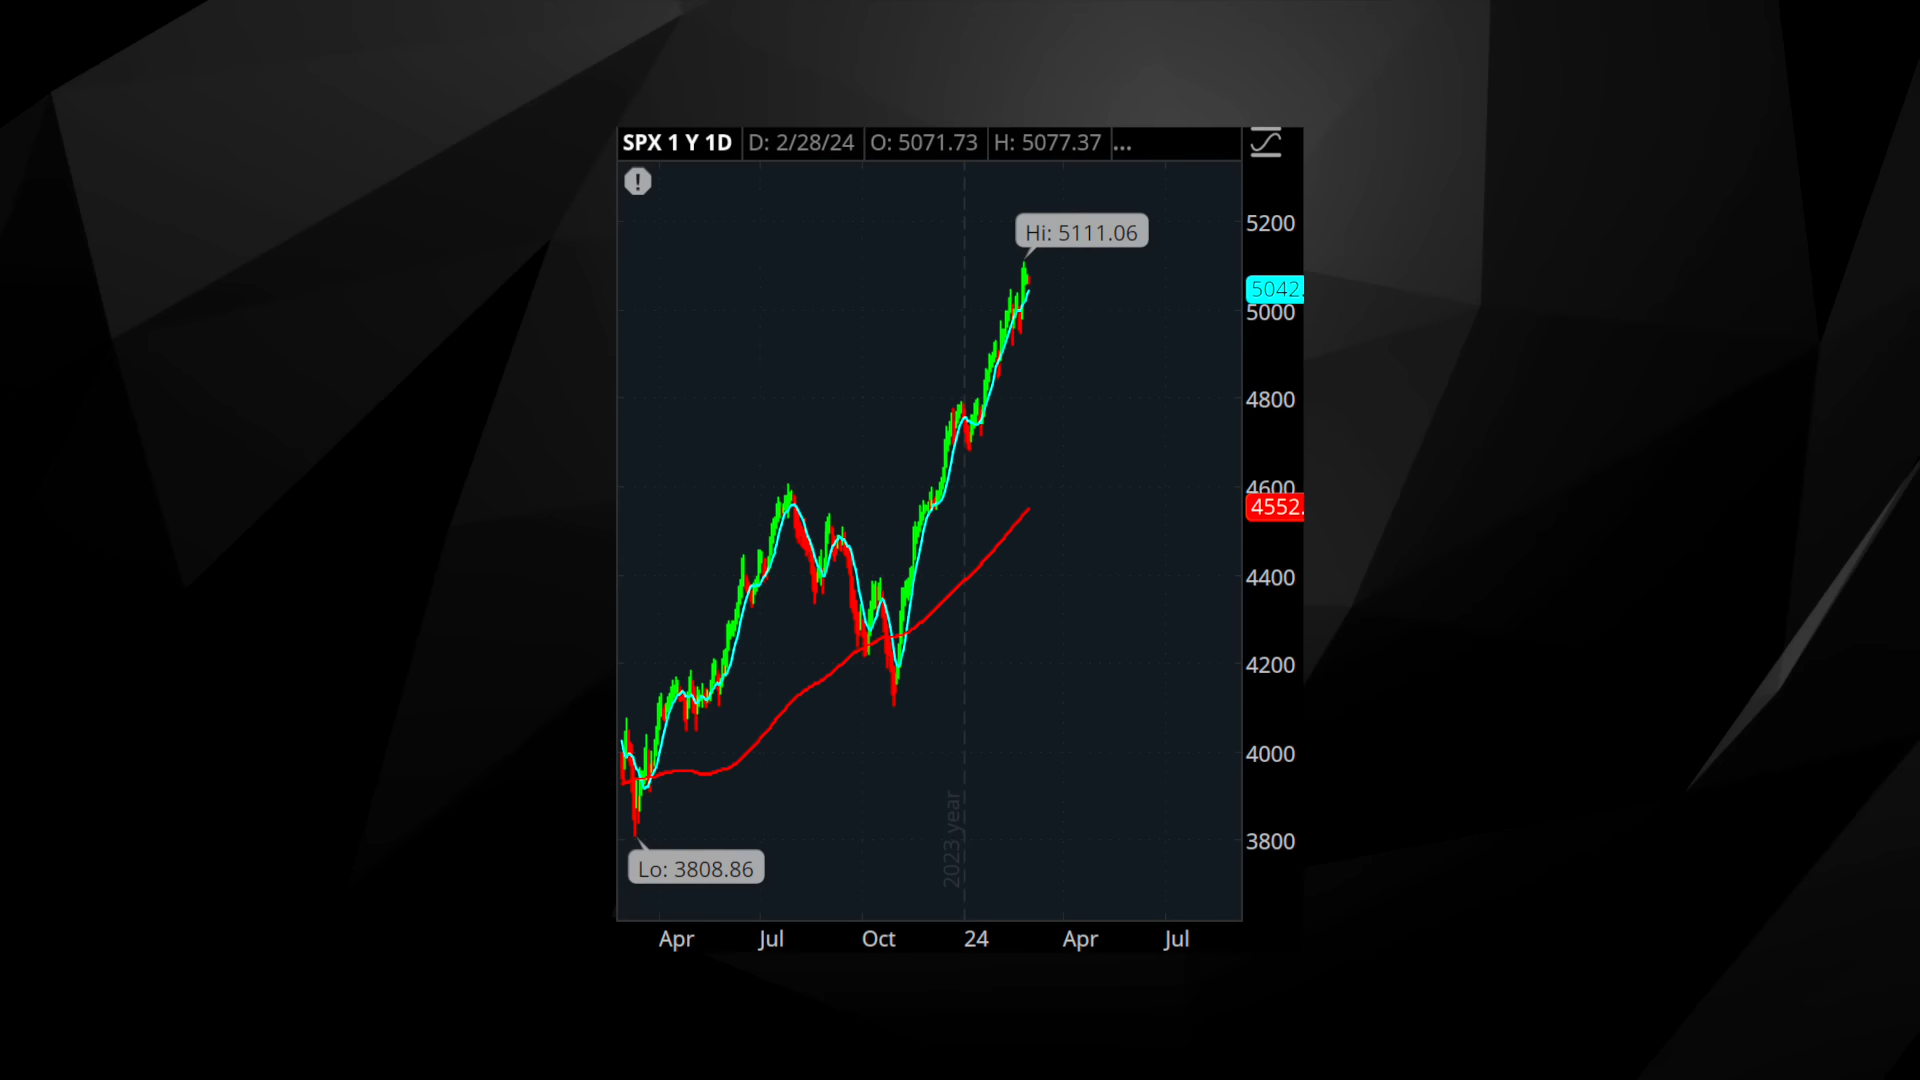 SPX 1 Y 1D D: 2/28/24 O: 5071.73 H: 5077.37 ...
!
Hi: 5111.06
5200
5042.
5000
4800
4600
4552.
4400
4200
4000
3800
2023 year
Lo: 3808.86
Apr Jul Oct 24 Apr Jul